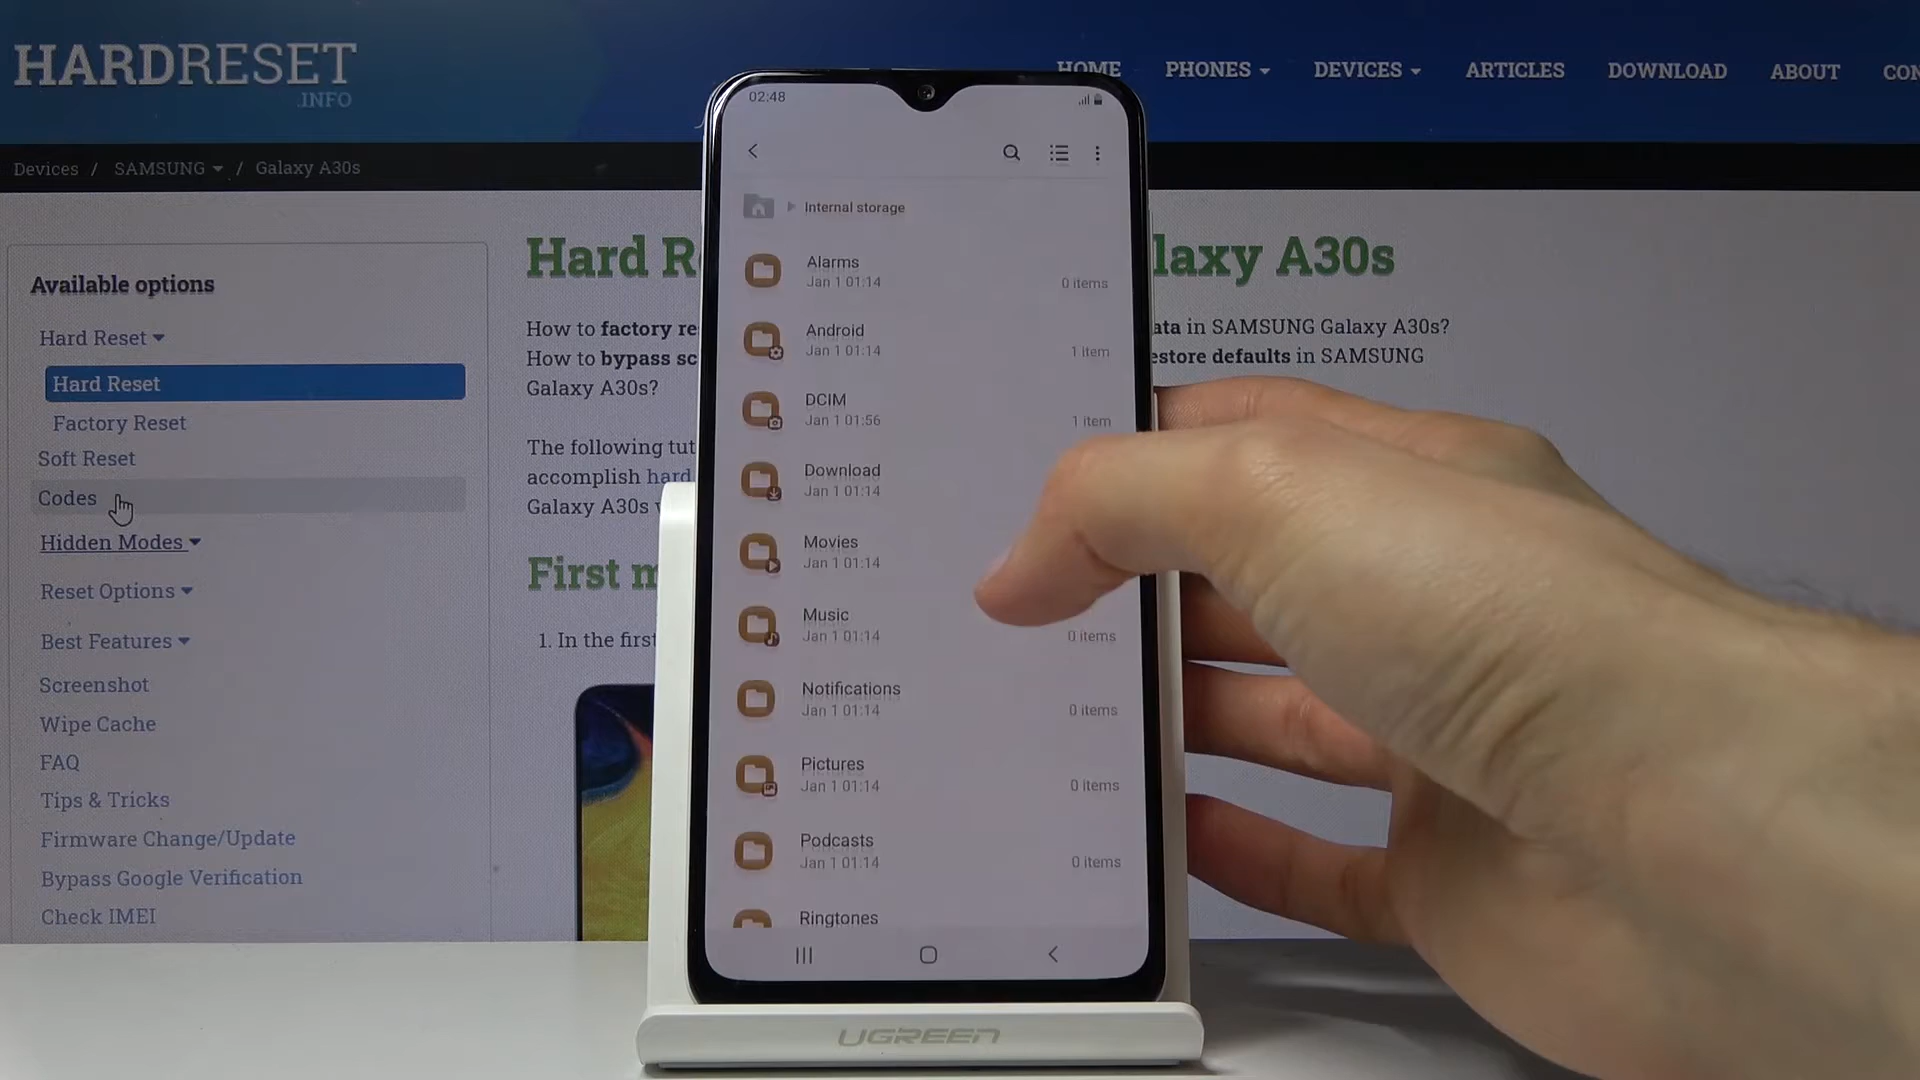 HARDRESET
.INFO
HOME PHONES DEVICES ARTICLES DOWNLOAD ABOUT
Devices / SAMSUNG / Galaxy A30s
Available options
Hard Reset
Hard Reset
Factory Reset
Soft Reset
Codes
Hidden Modes
Reset Options
Best Features
Screenshot
Wipe Cache
FAQ
Tips & Tricks
Firmware Change/Update
Bypass Google Verification
Check IMEI
Hard laxy A30s
How to factory in SAMSUNG Galaxy A30s?
How to bypass defaults in SAMSUNG
Galaxy A30s?
The following
accomplish hard
Galaxy A30s
First
1. In the first
02:48
Internal storage
Alarms
Jan 1 01:14 0 items
Android
Jan 1 01:14 1 item
DCIM
Jan 1 01:56 1 item
Download
Jan 1 01:14
Movies
Jan 1 01:14
Music
Jan 1 01:14 0 items
Notifications
Jan 1 01:14 0 items
Pictures
Jan 1 01:14 0 items
Podcasts
Jan 1 01:14 0 items
Ringtones
UGREEN